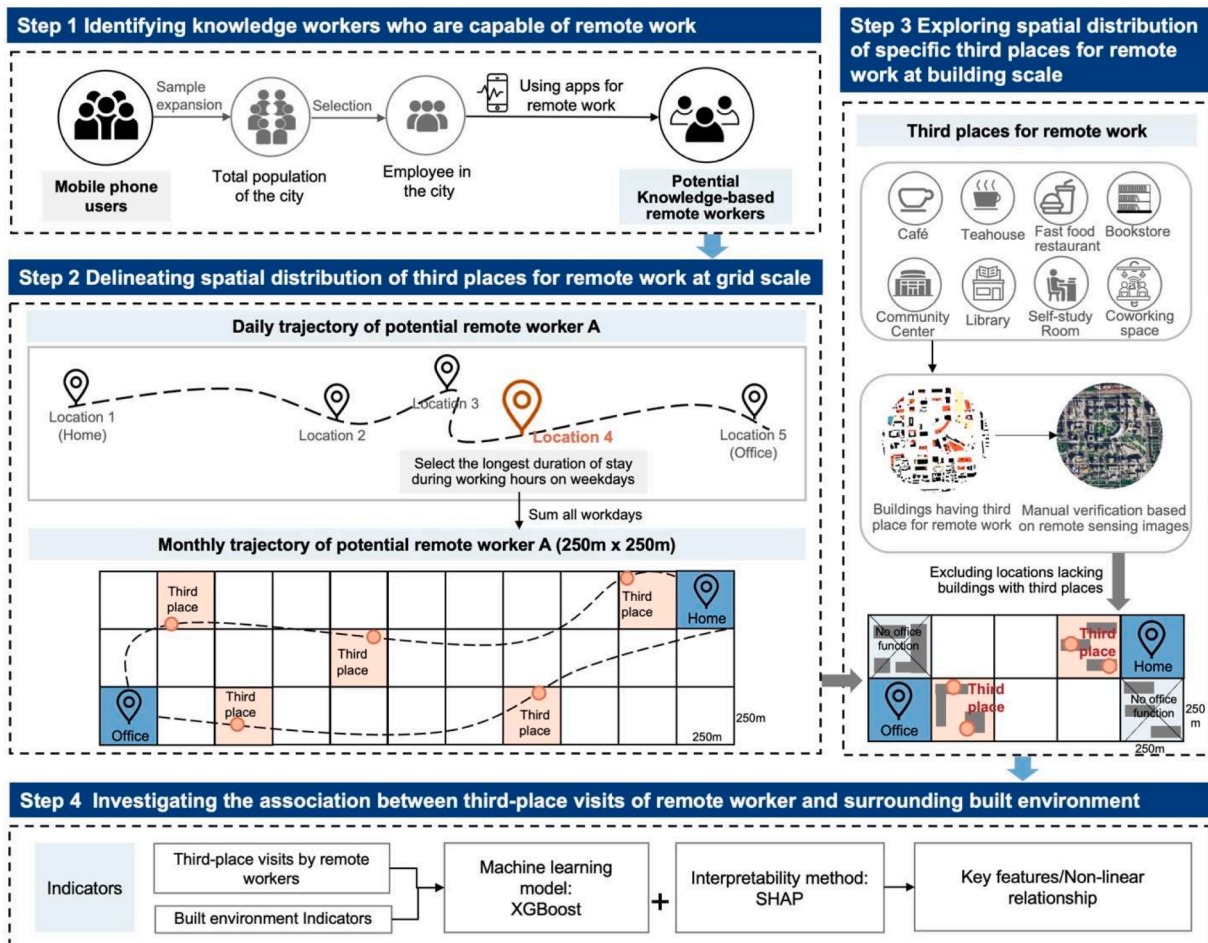 Step 1 Identifying knowledge workers who are capable of remote work
Sample
expansion
Selection
Using apps for
remote work
Mobile phone
users
Total population
of the city
Employee in
the city
Potential
Knowledge-based
remote workers
Step 2 Delineating spatial distribution of third places for remote work at grid scale
Daily trajectory of potential remote worker A
Location 1
(Home)
Location 2
Location 3
Location 4
Location 5
(Office)
Select the longest duration of stay
during working hours on weekdays
Sum all workdays
Monthly trajectory of potential remote worker A (250m x 250m)
Third
place
Third
place
Home
Third
place
Office
Third
place
Third
place
250m
250m
Step 3 Exploring spatial distribution
of specific third places for remote
work at building scale
Third places for remote work
Café
Teahouse
Fast food
restaurant
Bookstore
Community
Center
Library
Self-study
Room
Coworking
space
Buildings having third
place for remote work
Manual verification based
on remote sensing images
Excluding locations lacking
buildings with third places
No office
function
Third
place
Home
Office
Third
place
No office
function
250
m
250m
Step 4 Investigating the association between third-place visits of remote worker and surrounding built environment
Indicators
Third-place visits by remote
workers
Built environment Indicators
Machine learning
model:
XGBoost
+
Interpretability method:
SHAP
Key features/Non-linear
relationship